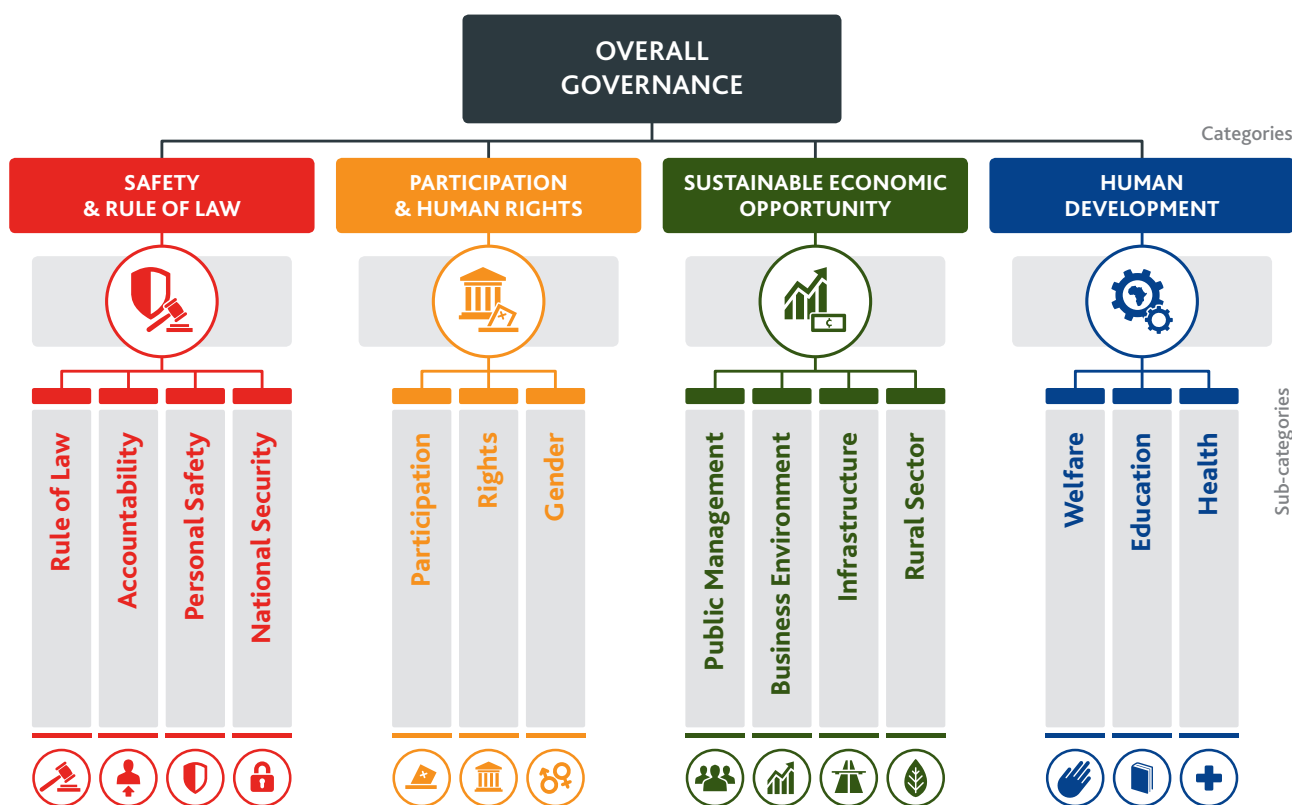 OVERALL
GOVERNANCE
Categories
SAFETY
& RULE OF LAW
PARTICIPATION
& HUMAN RIGHTS
SUSTAINABLE ECONOMIC
OPPORTUNITY
HUMAN
DEVELOPMENT
¢
Rule of Law
Accountability
Personal Safety
National Security
Participation
Rights
Gender
Public Management
Business Environment
Infrastructure
Rural Sector
Welfare
Education
Health
Sub-categories